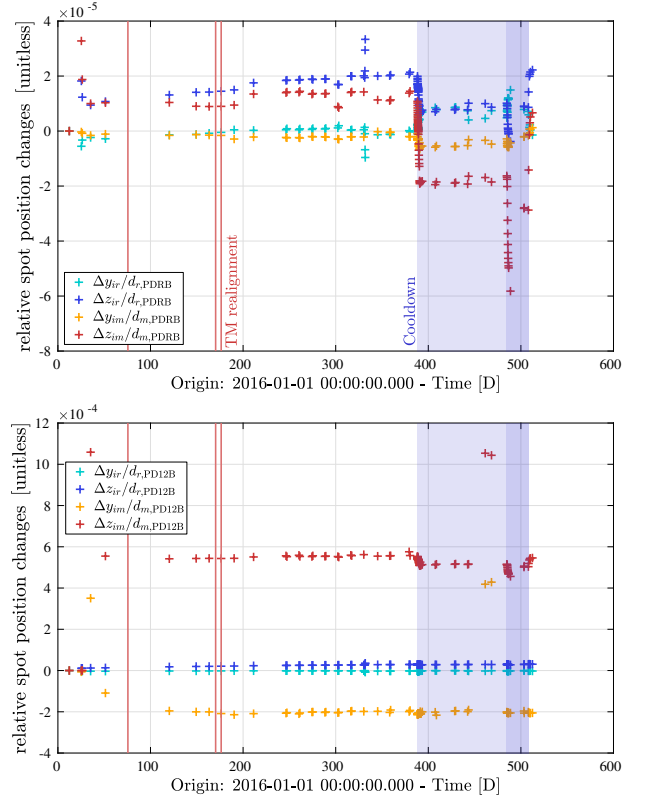 ×10⁻⁵
relative spot position changes [unitless]
4
2
0
-2
-4
-6
-8
Δy_ir/d_r,PDRB
Δz_ir/d_r,PDRB
Δy_im/d_m,PDRB
Δz_im/d_m,PDRB
TM realignment
Cooldown
0 100 200 300 400 500 600
Origin: 2016-01-01 00:00:00.000 - Time [D]
×10⁻⁴
relative spot position changes [unitless]
12
10
8
6
4
2
0
-2
-4
Δy_ir/d_r,PD12B
Δz_ir/d_r,PD12B
Δy_im/d_m,PD12B
Δz_im/d_m,PD12B
0 100 200 300 400 500 600
Origin: 2016-01-01 00:00:00.000 - Time [D]